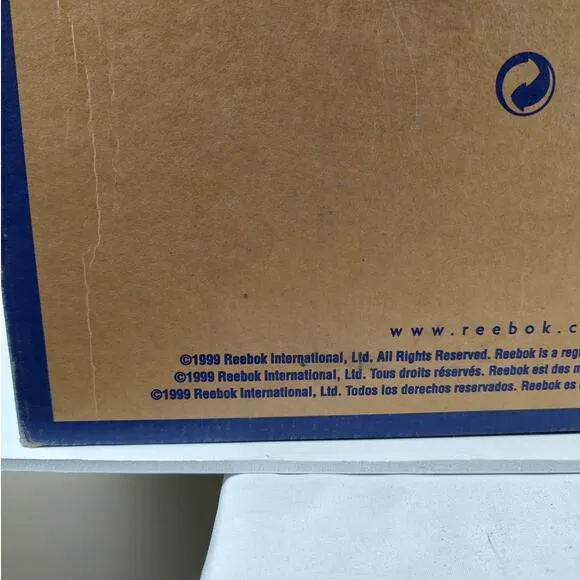 www.reebok.c
©1999 Reebok International, Ltd. All Rights Reserved. Reebok is a reg
©1999 Reebok International, Ltd. Tous droits réservés. Reebok est des m
©1999 Reebok International, Ltd. Todos los derechos reservados. Reebok es